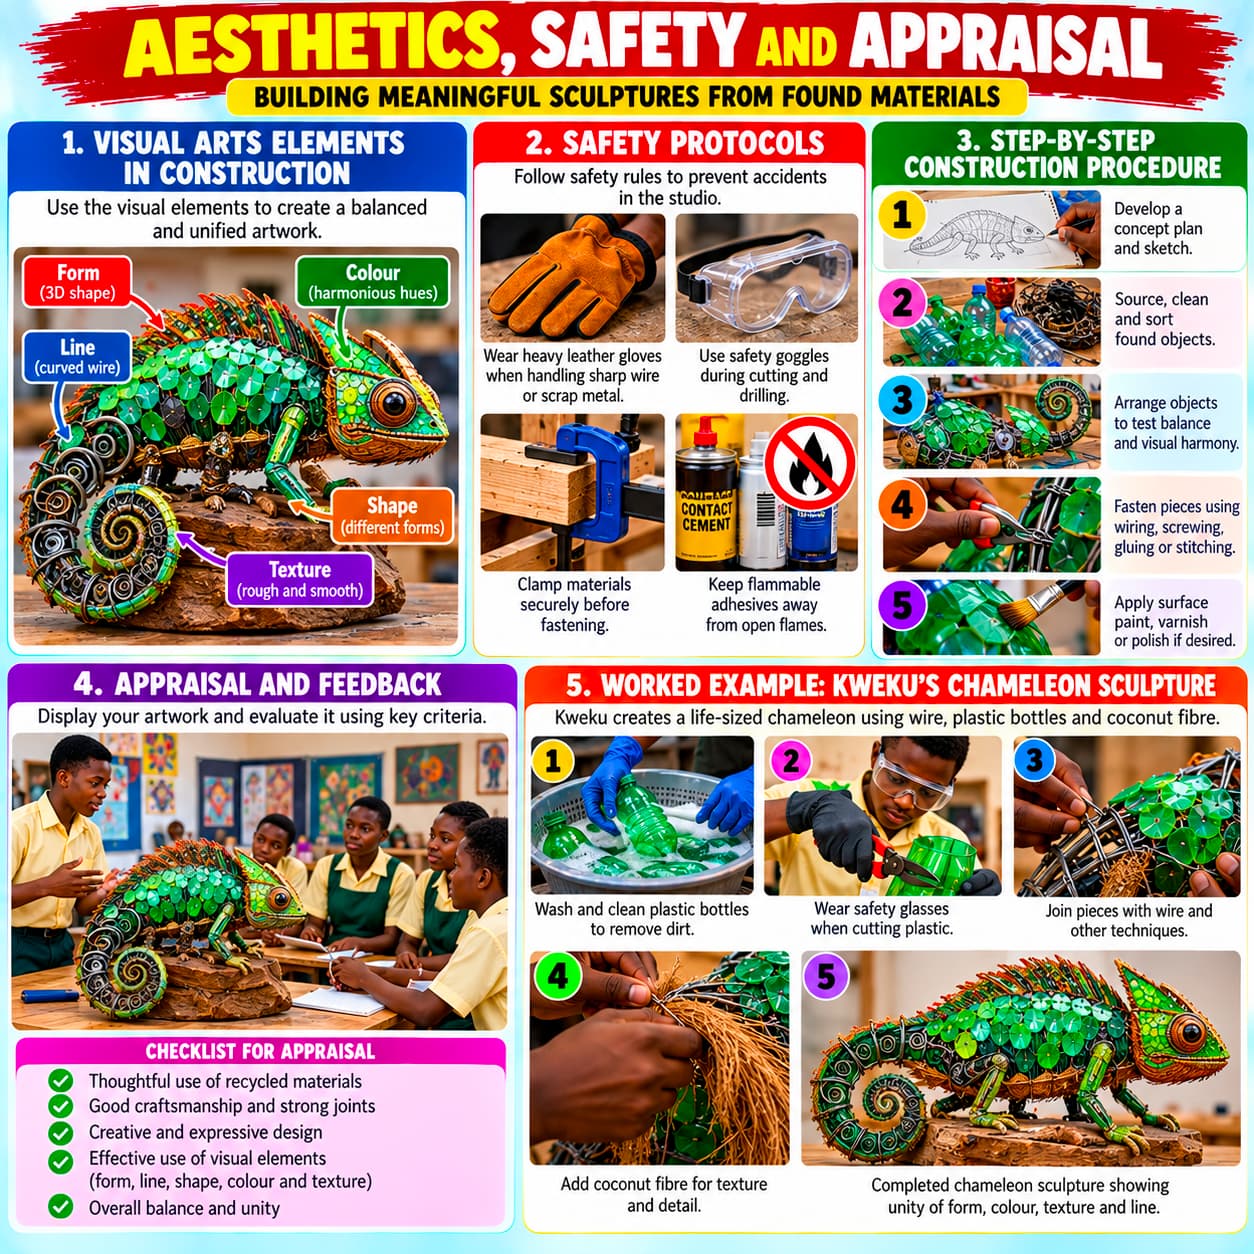 AESTHETICS, SAFETY AND APPRAISAL
BUILDING MEANINGFUL SCULPTURES FROM FOUND MATERIALS
1. VISUAL ARTS ELEMENTS
IN CONSTRUCTION
Use the visual elements to create a balanced
and unified artwork.
Form
(3D shape)
Colour
(harmonious hues)
Line
(curved wire)
Shape
(different forms)
Texture
(rough and smooth)
2. SAFETY PROTOCOLS
Follow safety rules to prevent accidents
in the studio.
Wear heavy leather gloves
when handling sharp wire
or scrap metal.
Use safety goggles
during cutting and
drilling.
CONTACT
CEMENT
Clamp materials
securely before
fastening.
Keep flammable
adhesives away
from open flames.
3. STEP-BY-STEP
CONSTRUCTION PROCEDURE
1
Develop a
concept plan
and sketch.
2
Source, clean
and sort
found objects.
3
Arrange objects
to test balance
and visual harmony.
4
Fasten pieces using
wiring, screwing,
gluing or stitching.
5
Apply surface
paint, varnish
or polish if desired.
4. APPRAISAL AND FEEDBACK
Display your artwork and evaluate it using key criteria.
CHECKLIST FOR APPRAISAL
Thoughtful use of recycled materials
Good craftsmanship and strong joints
Creative and expressive design
Effective use of visual elements
(form, line, shape, colour and texture)
Overall balance and unity
5. WORKED EXAMPLE: KWEKU'S CHAMELEON SCULPTURE
Kweku creates a life-sized chameleon using wire, plastic bottles and coconut fibre.
1
Wash and clean plastic bottles
to remove dirt.
2
Wear safety glasses
when cutting plastic.
3
Join pieces with wire and
other techniques.
4
Add coconut fibre for texture
and detail.
5
Completed chameleon sculpture showing
unity of form, colour, texture and line.